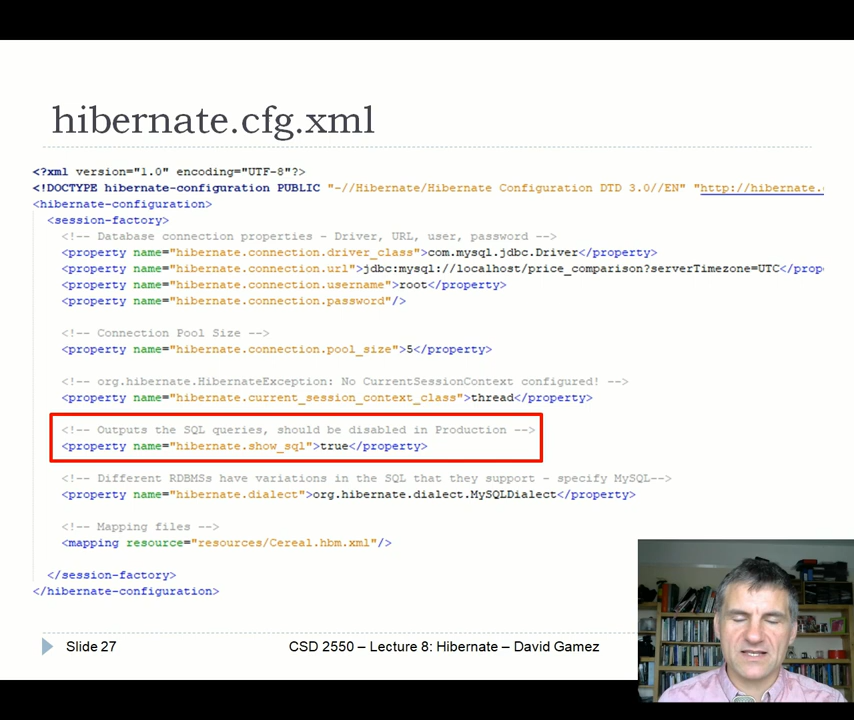 hibernate.cfg.xml
<?xml version="1.0" encoding="UTF-8"?>
<!DOCTYPE hibernate-configuration PUBLIC "-//Hibernate/Hibernate Configuration DTD 3.0//EN" "http://hibernate.
<hibernate-configuration>
<session-factory>
<!-- Database connection properties - Driver, URL, user, password -->
<property name="hibernate.connection.driver_class">com.mysql.jdbc.Driver</property>
<property name="hibernate.connection.url">jdbc:mysql://localhost/price_comparison?serverTimezone=UTC</prop
<property name="hibernate.connection.username">root</property>
<property name="hibernate.connection.password"/>
<!-- Connection Pool Size -->
<property name="hibernate.connection.pool_size">5</property>
<!-- org.hibernate.HibernateException: No CurrentSessionContext configured! -->
<property name="hibernate.current_session_context_class">thread</property>
<!-- Outputs the SQL queries, should be disabled in Production -->
<property name="hibernate.show_sql">true</property>
<!-- Different RDBMSs have variations in the SQL that they support - specify MySQL-->
<property name="hibernate.dialect">org.hibernate.dialect.MySQLDialect</property>
<!-- Mapping files -->
<mapping resource="resources/Cereal.hbm.xml"/>
</session-factory>
</hibernate-configuration>
Slide 27
CSD 2550 – Lecture 8: Hibernate – David Gamez